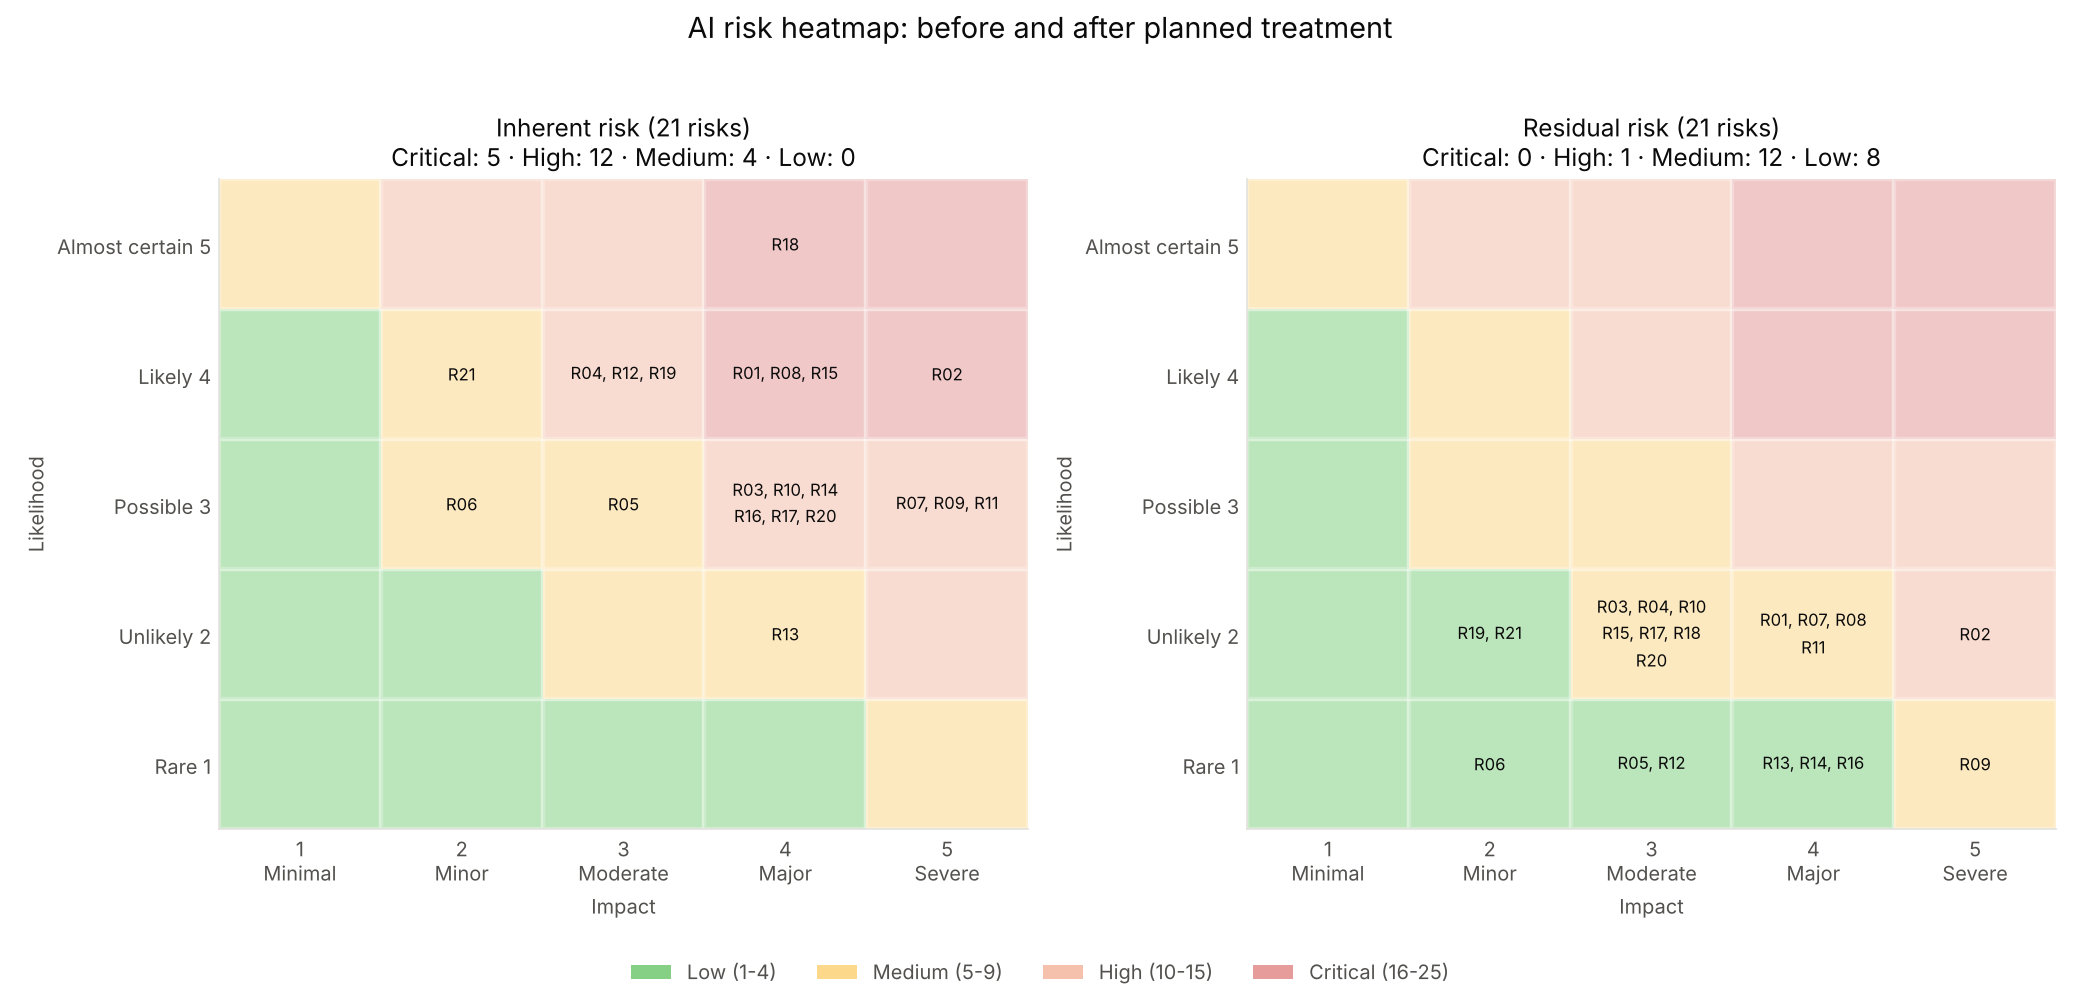 AI risk heatmap: before and after planned treatment
Inherent risk (21 risks)
Critical: 5 · High: 12 · Medium: 4 · Low: 0
Likelihood
Almost certain 5
R18
Likely 4
R21
R04, R12, R19
R01, R08, R15
R02
Possible 3
R06
R05
R03, R10, R14
R16, R17, R20
R07, R09, R11
Unlikely 2
R13
Rare 1
1
Minimal
2
Minor
3
Moderate
4
Major
5
Severe
Impact
Residual risk (21 risks)
Critical: 0 · High: 1 · Medium: 12 · Low: 8
Likelihood
Almost certain 5
Likely 4
Possible 3
Unlikely 2
R19, R21
R03, R04, R10
R15, R17, R18
R20
R01, R07, R08
R11
R02
Rare 1
R06
R05, R12
R13, R14, R16
R09
1
Minimal
2
Minor
3
Moderate
4
Major
5
Severe
Impact
Low (1-4)
Medium (5-9)
High (10-15)
Critical (16-25)